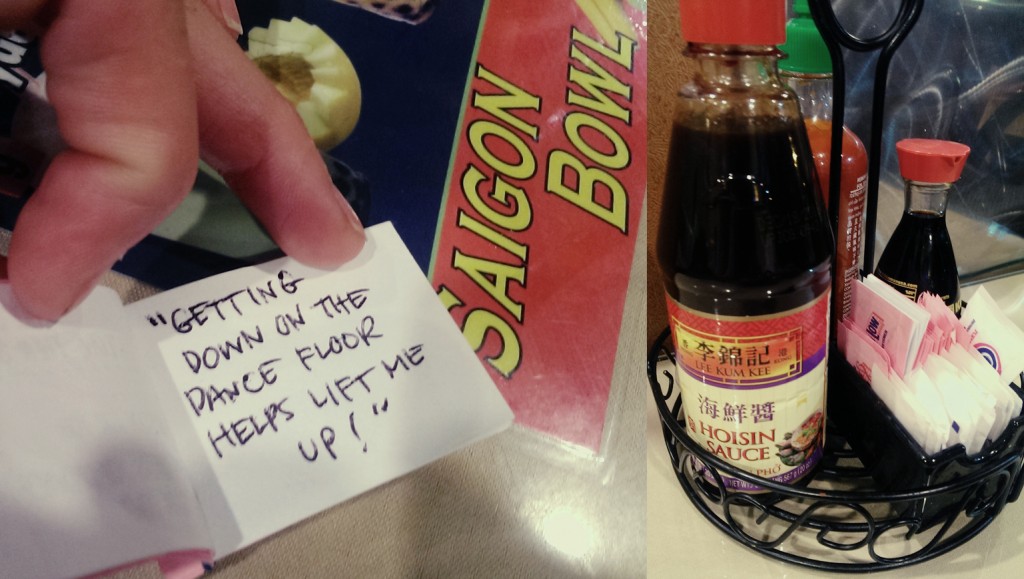 "GETTING
DOWN ON THE
DANCE FLOOR
HELPS LIFT ME
UP!"
SAIGON
BOWL
李錦記
LEE KUM KEE
海鮮醬
HOISIN
SAUCE
PHỞ